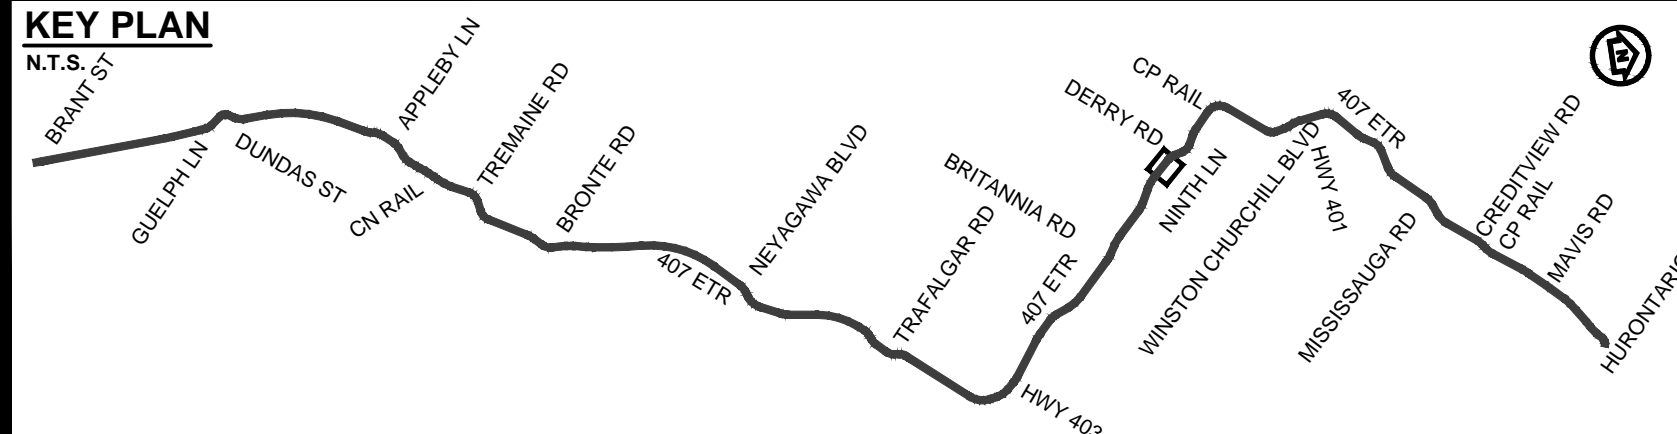 KEY PLAN
N.T.S.
BRANT ST
GUELPH LN
DUNDAS ST
CN RAIL
APPLEBY LN
TREMAINE RD
BRONTE RD
407 ETR
NEYAGAWA BLVD
TRAFALGAR RD
HWY 403
407 ETR
BRITANNIA RD
DERRY RD
CP RAIL
NINTH LN
WINSTON CHURCHILL BLVD
HWY 401
407 ETR
MISSISSAUGA RD
CREDITVIEW RD
CP RAIL
MAVIS RD
N